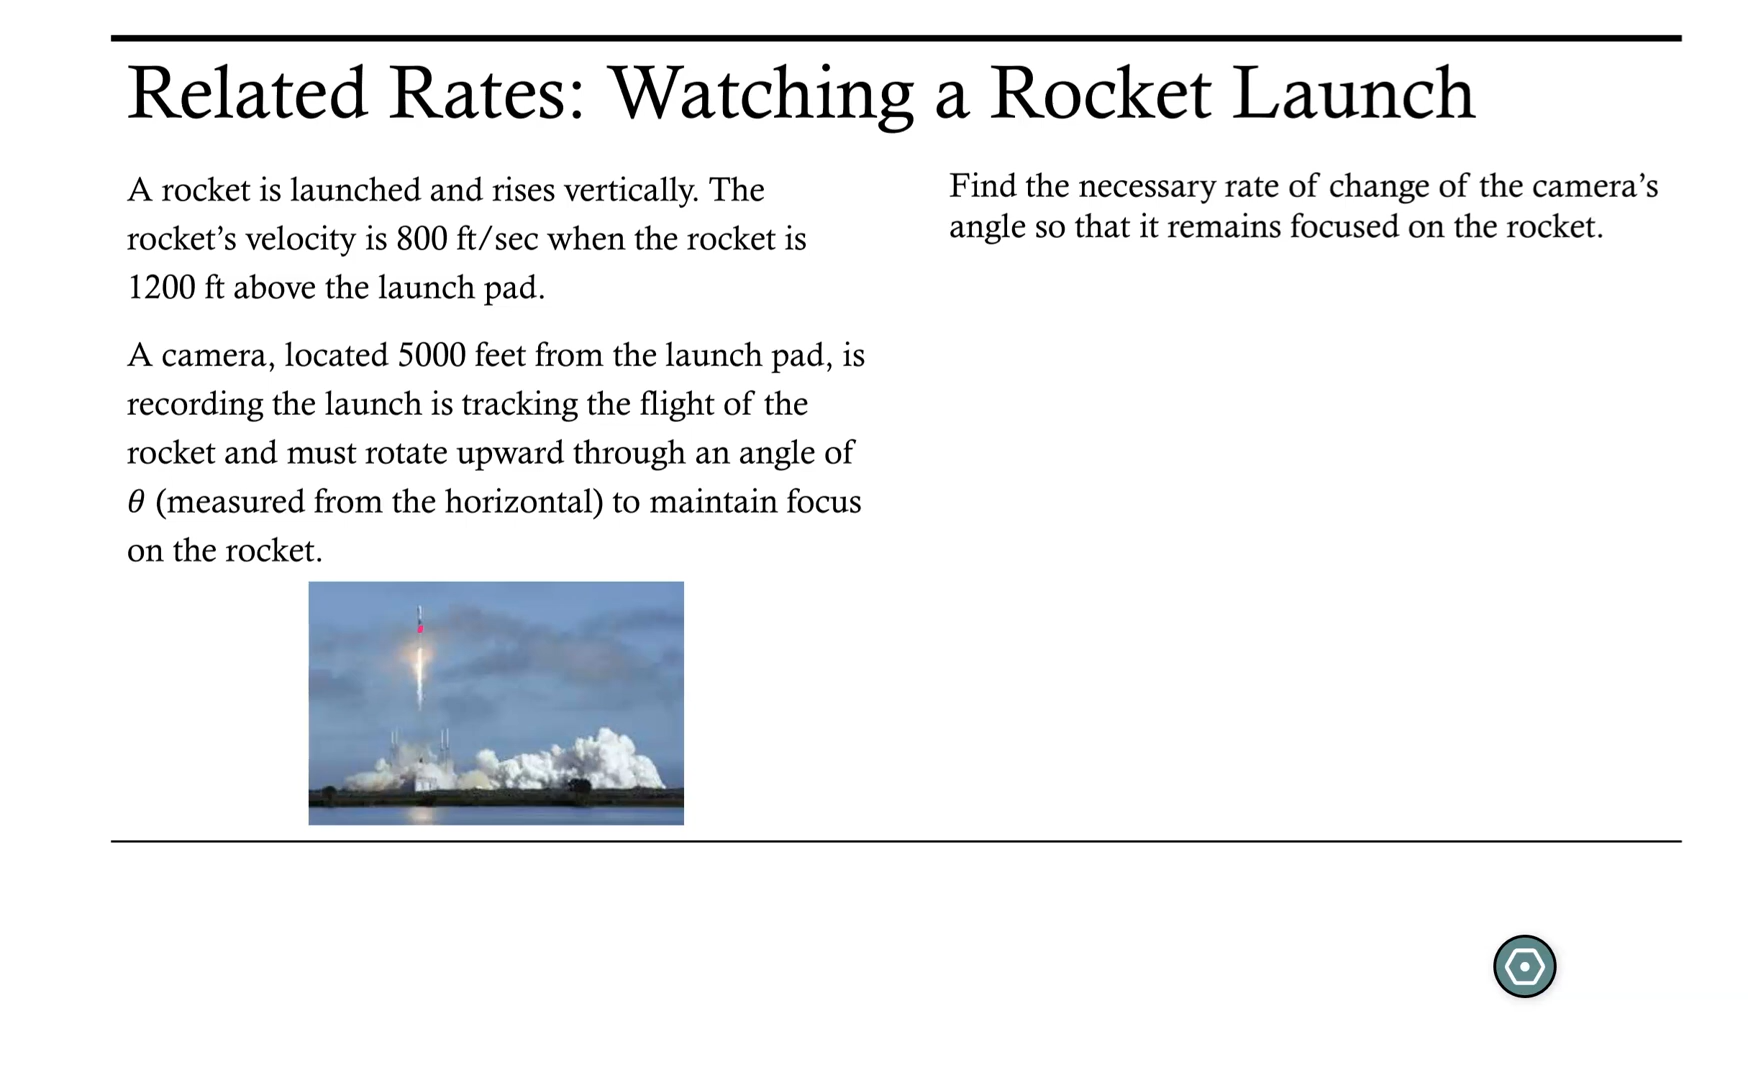 Related Rates: Watching a Rocket Launch
A rocket is launched and rises vertically. The
rocket’s velocity is 800 ft/sec when the rocket is
1200 ft above the launch pad.
A camera, located 5000 feet from the launch pad, is
recording the launch is tracking the flight of the
rocket and must rotate upward through an angle of
θ (measured from the horizontal) to maintain focus
on the rocket.
Find the necessary rate of change of the camera’s
angle so that it remains focused on the rocket.